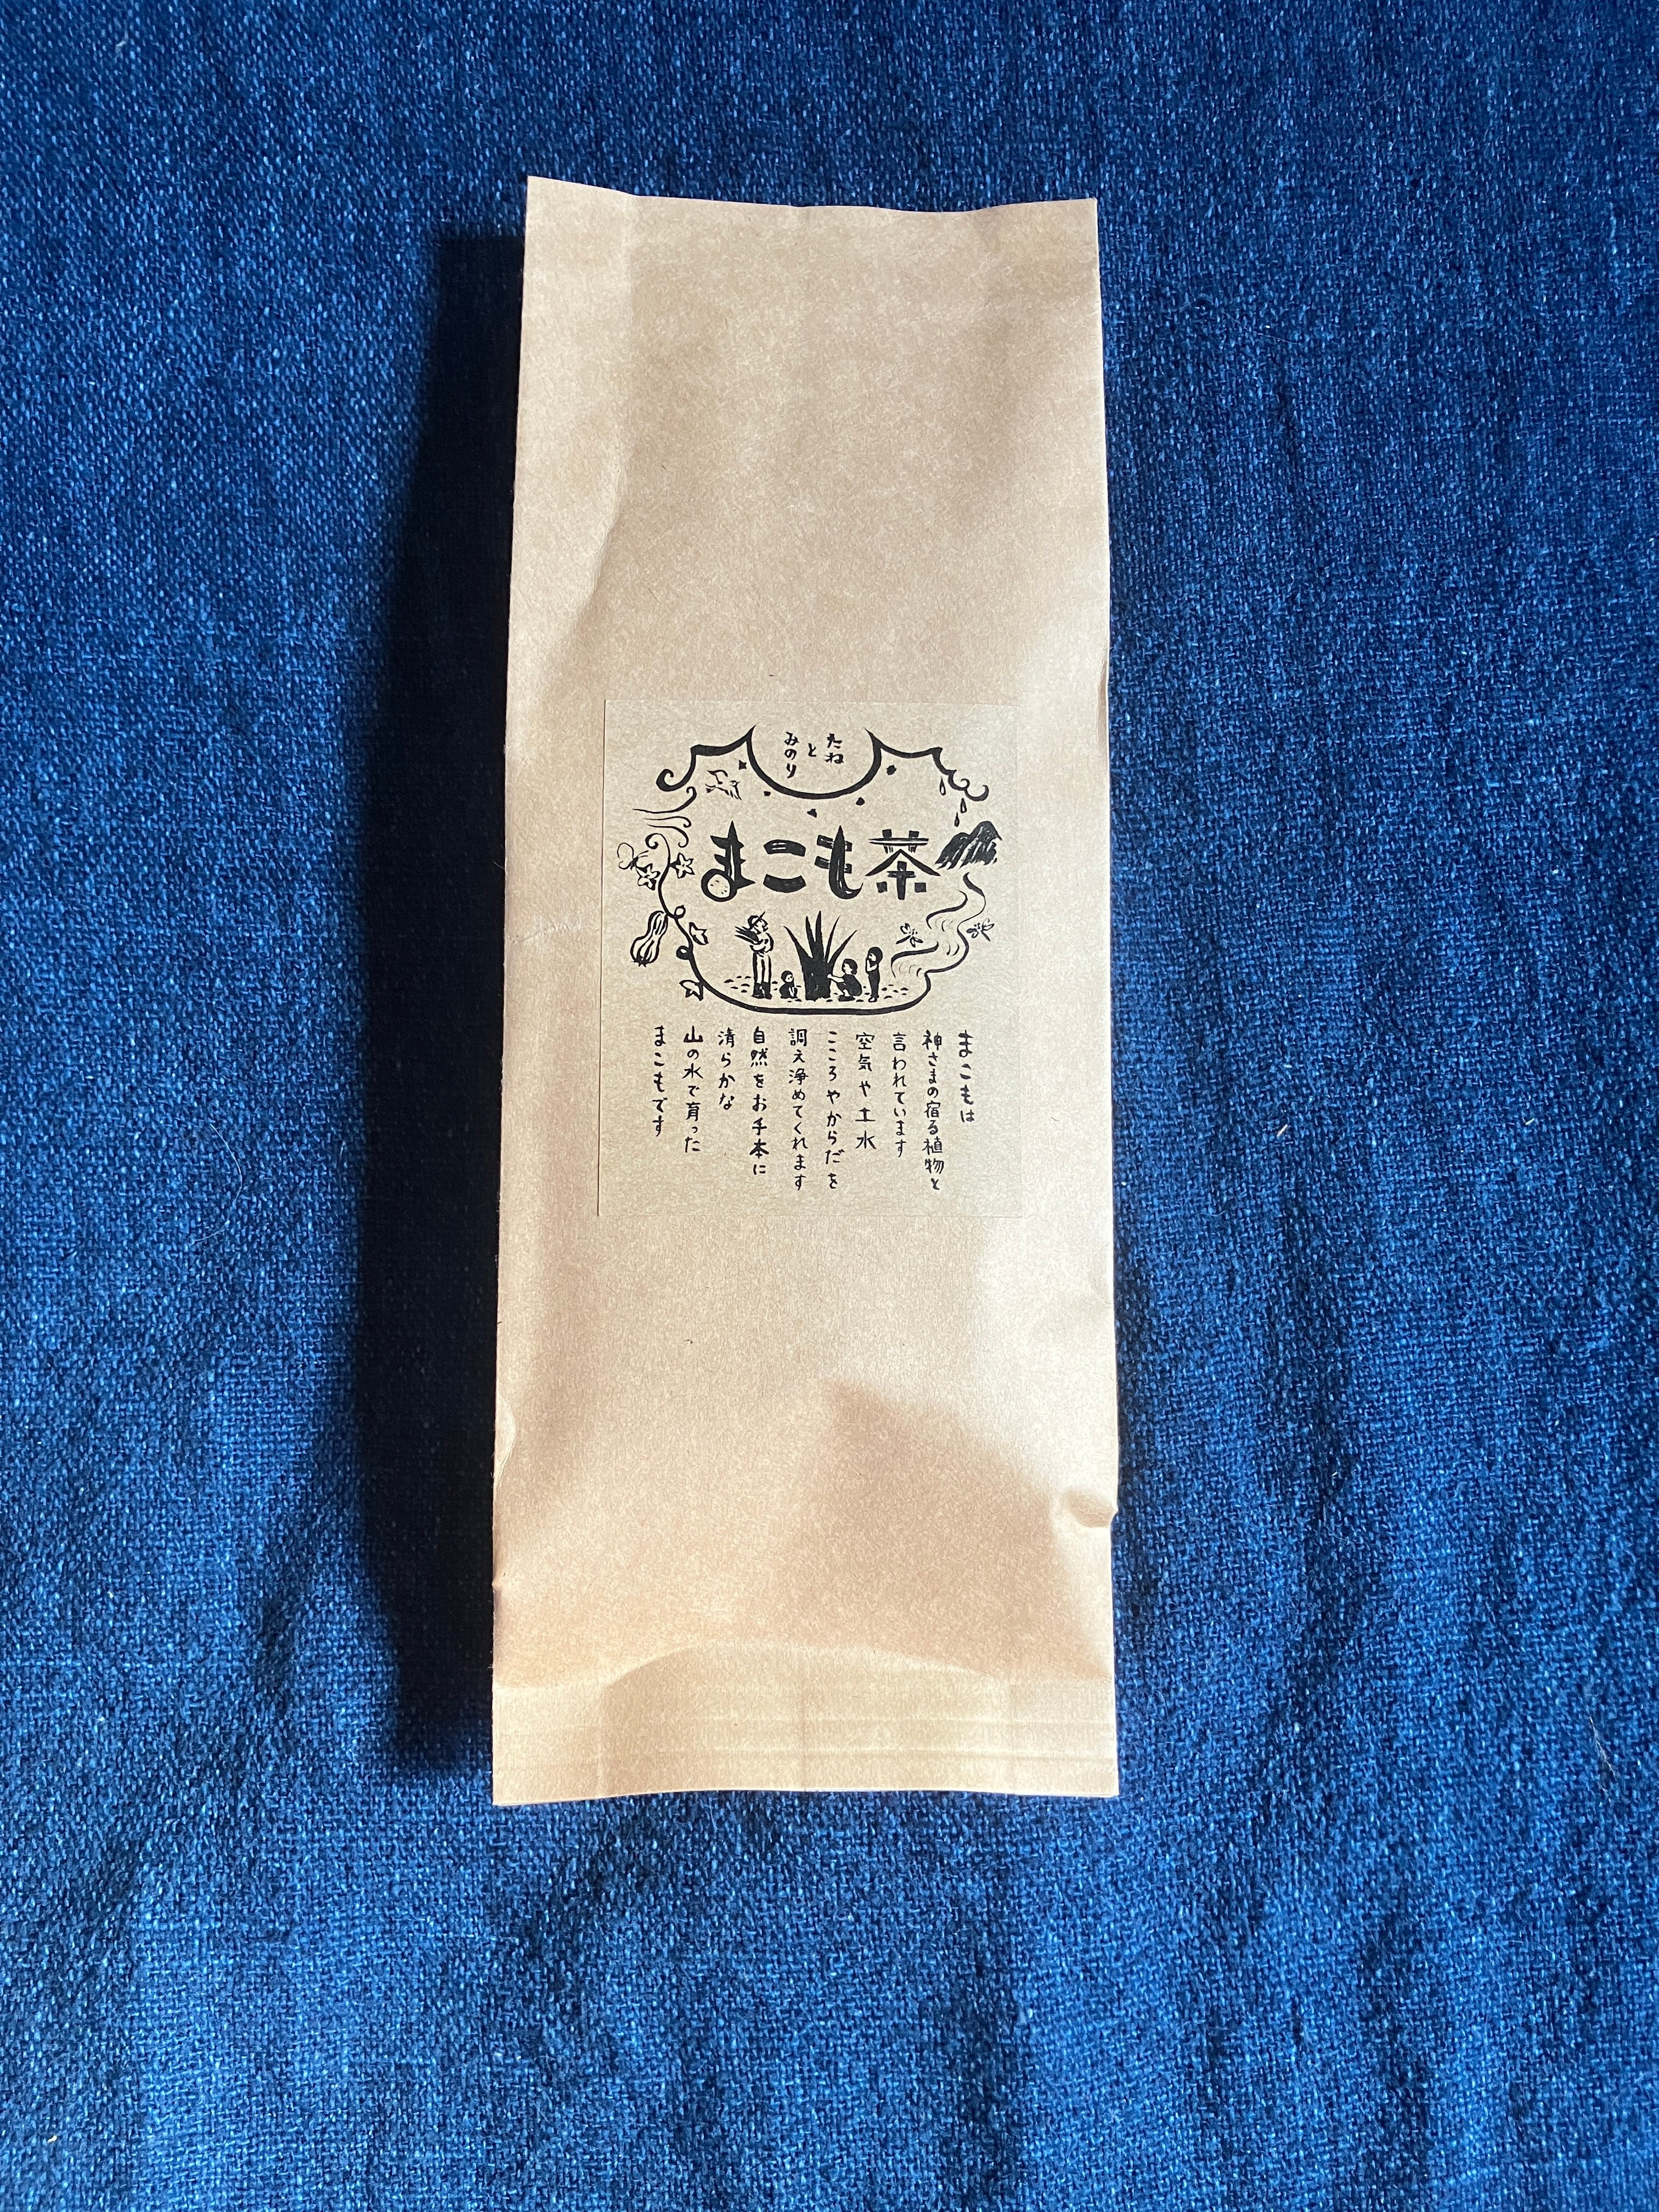 たね
と
みのり
まこも茶
まこもは
神さまの宿る植物と
言われています
空気や土水
こころやからだを
調え浄めてくれます
自然をお手本に
清らかな
山の水で育った
まこもです